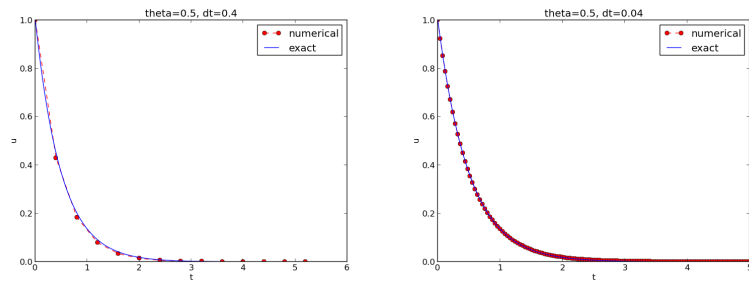 theta=0.5, dt=0.4
numerical
exact
1.0
0.8
0.6
0.4
0.2
0.0
u
0 1 2 3 4 5 6
t
theta=0.5, dt=0.04
numerical
exact
1.0
0.8
0.6
0.4
0.2
0.0
u
0 1 2 3 4 5
t